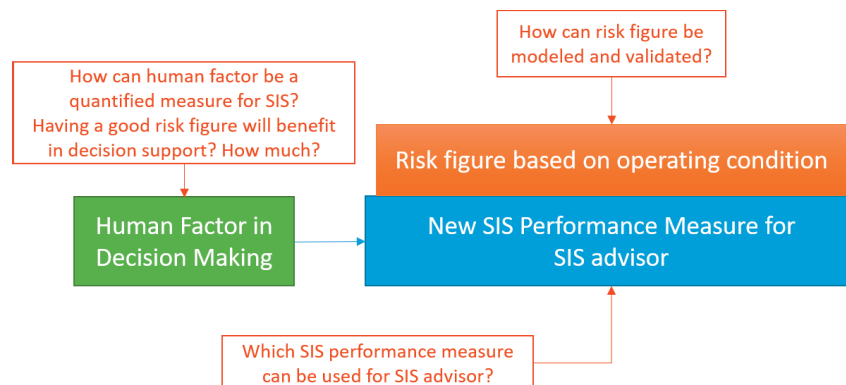 How can risk figure be
modeled and validated?
How can human factor be a
quantified measure for SIS?
Having a good risk figure will benefit
in decision support? How much?
Risk figure based on operating condition
Human Factor in
Decision Making
New SIS Performance Measure for
SIS advisor
Which SIS performance measure
can be used for SIS advisor?